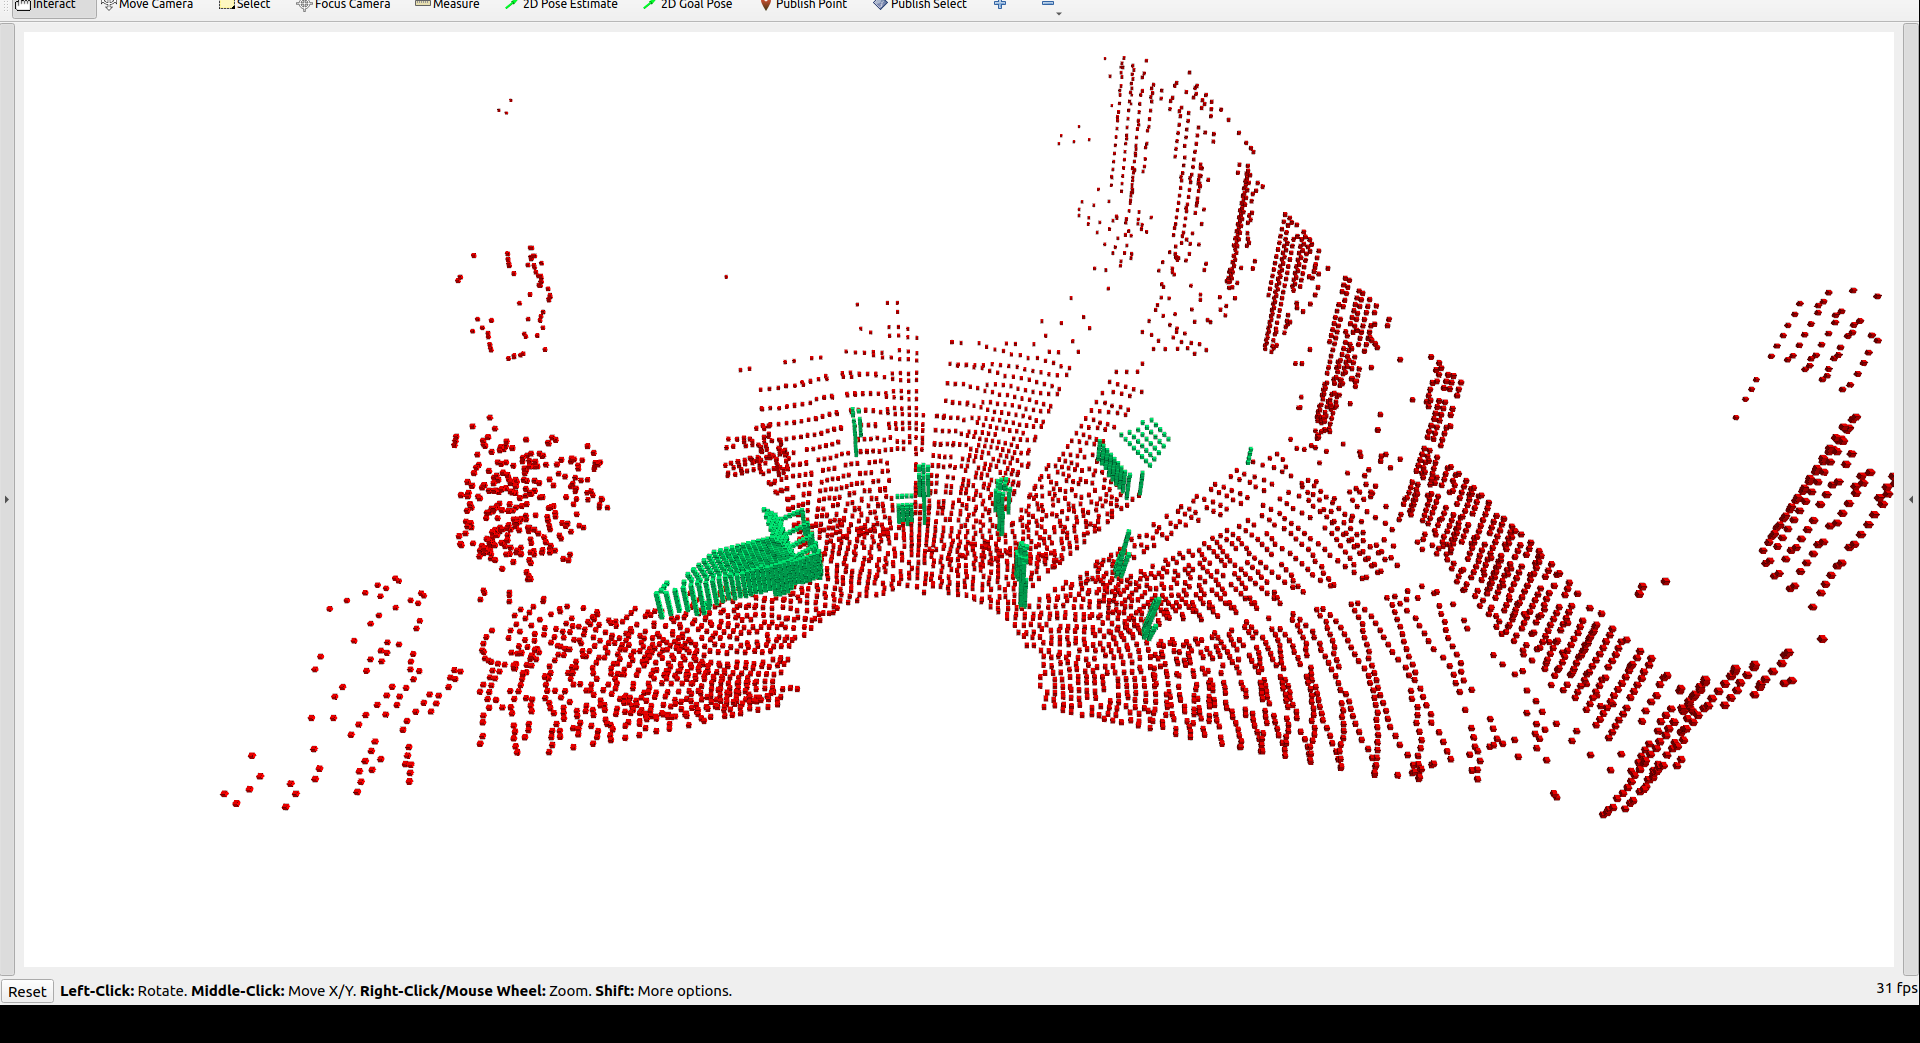 Interact Move Camera Select Focus Camera Measure 2D Pose Estimate 2D Goal Pose Publish Point Publish Select
Reset Left-Click: Rotate. Middle-Click: Move X/Y. Right-Click/Mouse Wheel: Zoom. Shift: More options. 31 fps